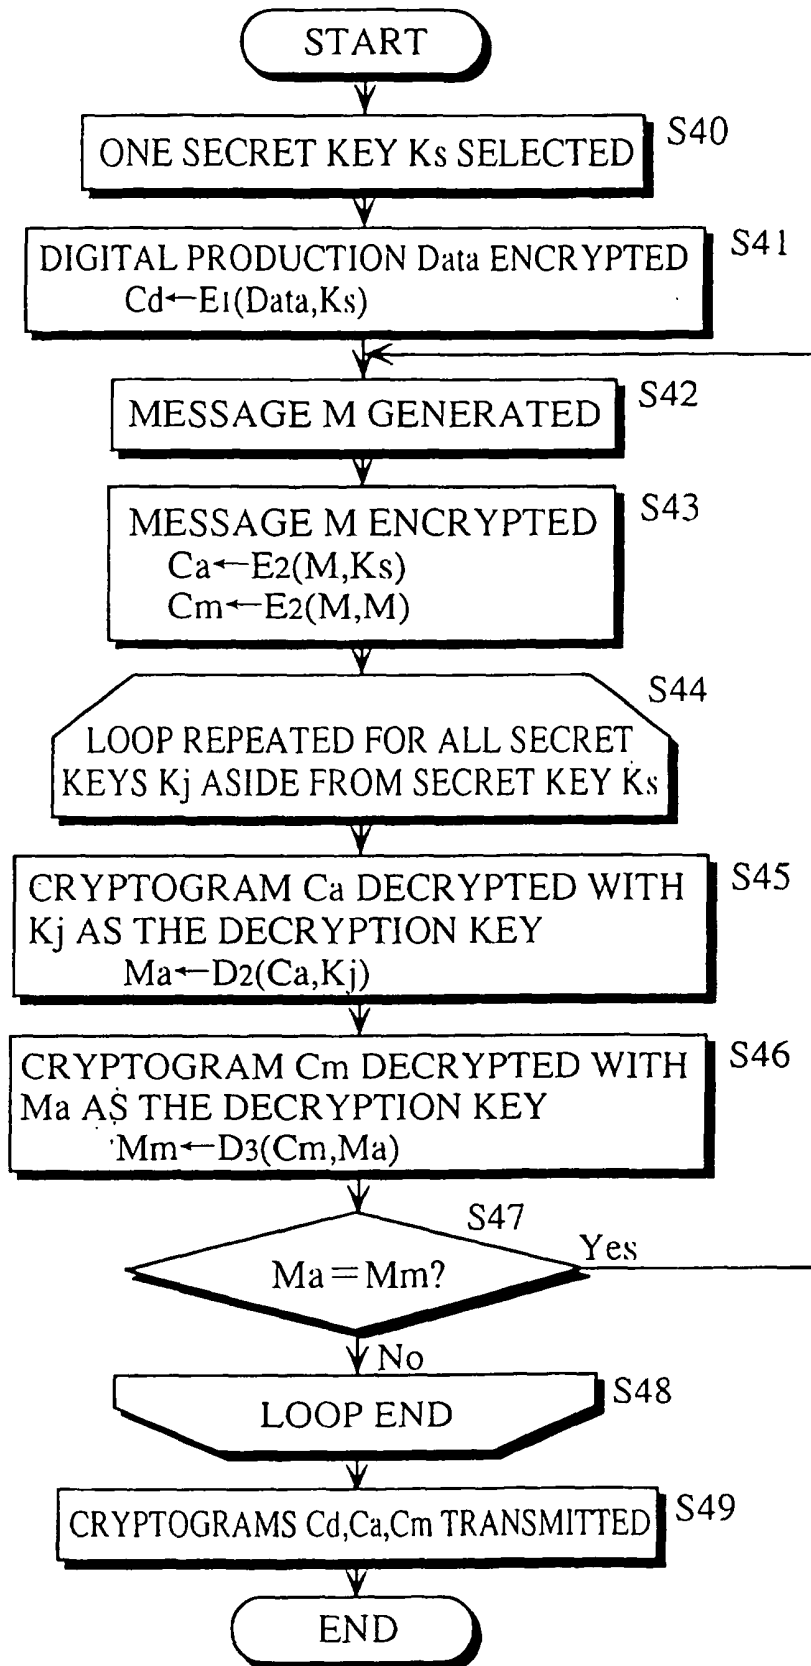 START
S40
ONE SECRET KEY Ks SELECTED
S41
DIGITAL PRODUCTION Data ENCRYPTED
Cd←E1(Data,Ks)
S42
MESSAGE M GENERATED
S43
MESSAGE M ENCRYPTED
Ca←E2(M,Ks)
Cm←E2(M,M)
S44
LOOP REPEATED FOR ALL SECRET
KEYS Kj ASIDE FROM SECRET KEY Ks
S45
CRYPTOGRAM Ca DECRYPTED WITH
Kj AS THE DECRYPTION KEY
Ma←D2(Ca,Kj)
S46
CRYPTOGRAM Cm DECRYPTED WITH
Ma AS THE DECRYPTION KEY
Mm←D3(Cm,Ma)
S47
Ma=Mm?
Yes
No
S48
LOOP END
S49
CRYPTOGRAMS Cd,Ca,Cm TRANSMITTED
END